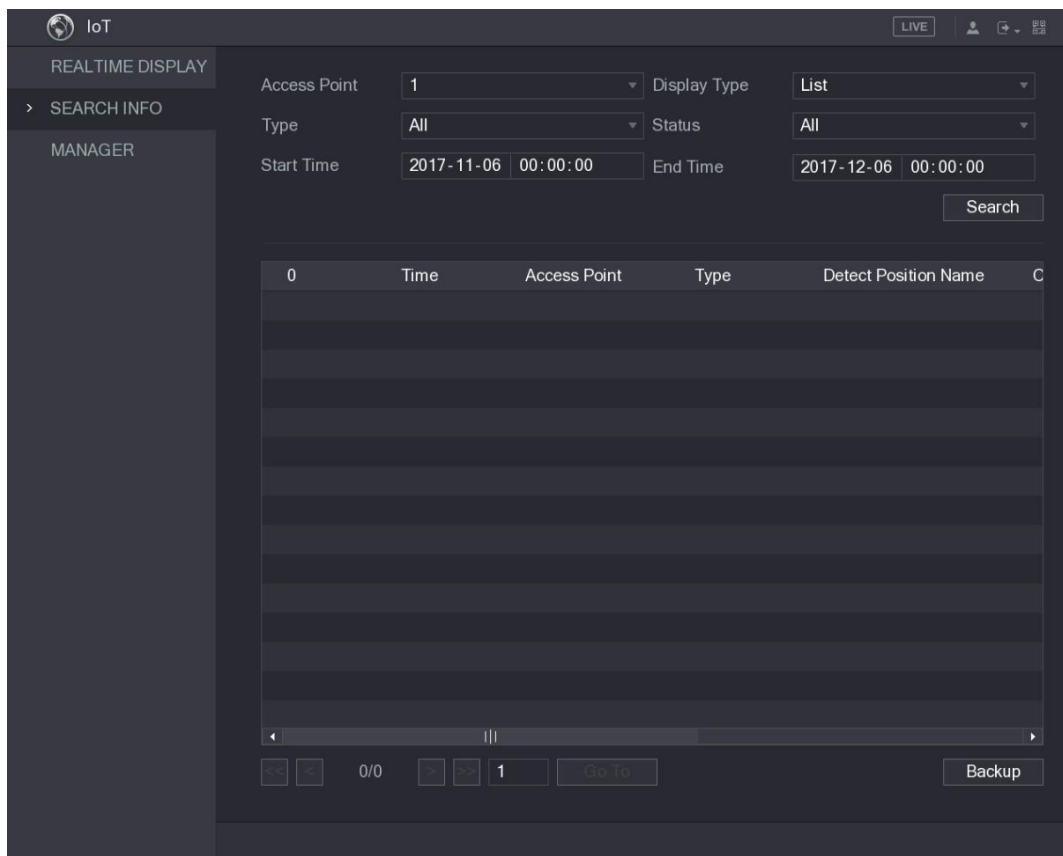 IoT LIVE
REALTIME DISPLAY
SEARCH INFO
MANAGER
Access Point 1 Display Type List
Type All Status All
Start Time 2017-11-06 00:00:00 End Time 2017-12-06 00:00:00
Search
0 Time Access Point Type Detect Position Name C
<< < 0/0 > >> 1 Go To Backup